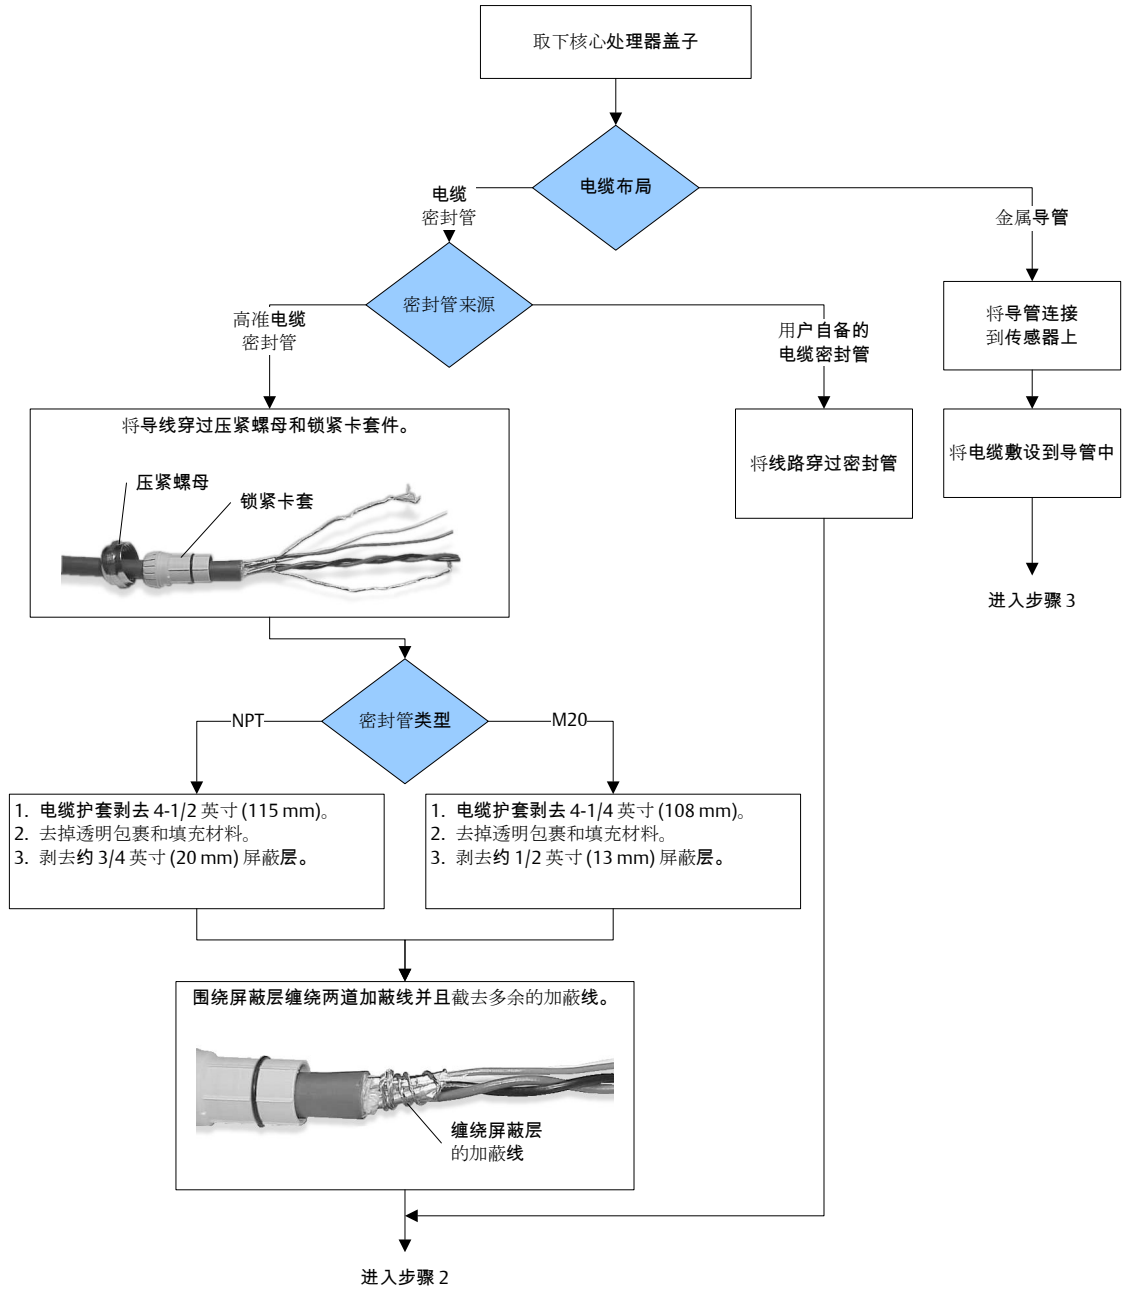 取下核心处理器盖子
电缆布局
电缆
密封管
金属导管
密封管来源
高准电缆
密封管
用户自备的
电缆密封管
将导管连接
到传感器上
将导线穿过压紧螺母和锁紧卡套件。
压紧螺母
锁紧卡套
将线路穿过密封管
将电缆敷设到导管中
进入步骤 3
密封管类型
NPT
M20
1. 电缆护套剥去 4-1/2 英寸 (115 mm)。
2. 去掉透明包裹和填充材料。
3. 剥去约 3/4 英寸 (20 mm) 屏蔽层。
1. 电缆护套剥去 4-1/4 英寸 (108 mm)。
2. 去掉透明包裹和填充材料。
3. 剥去约 1/2 英寸 (13 mm) 屏蔽层。
围绕屏蔽层缠绕两道加蔽线并且截去多余的加蔽线。
缠绕屏蔽层
的加蔽线
进入步骤 2